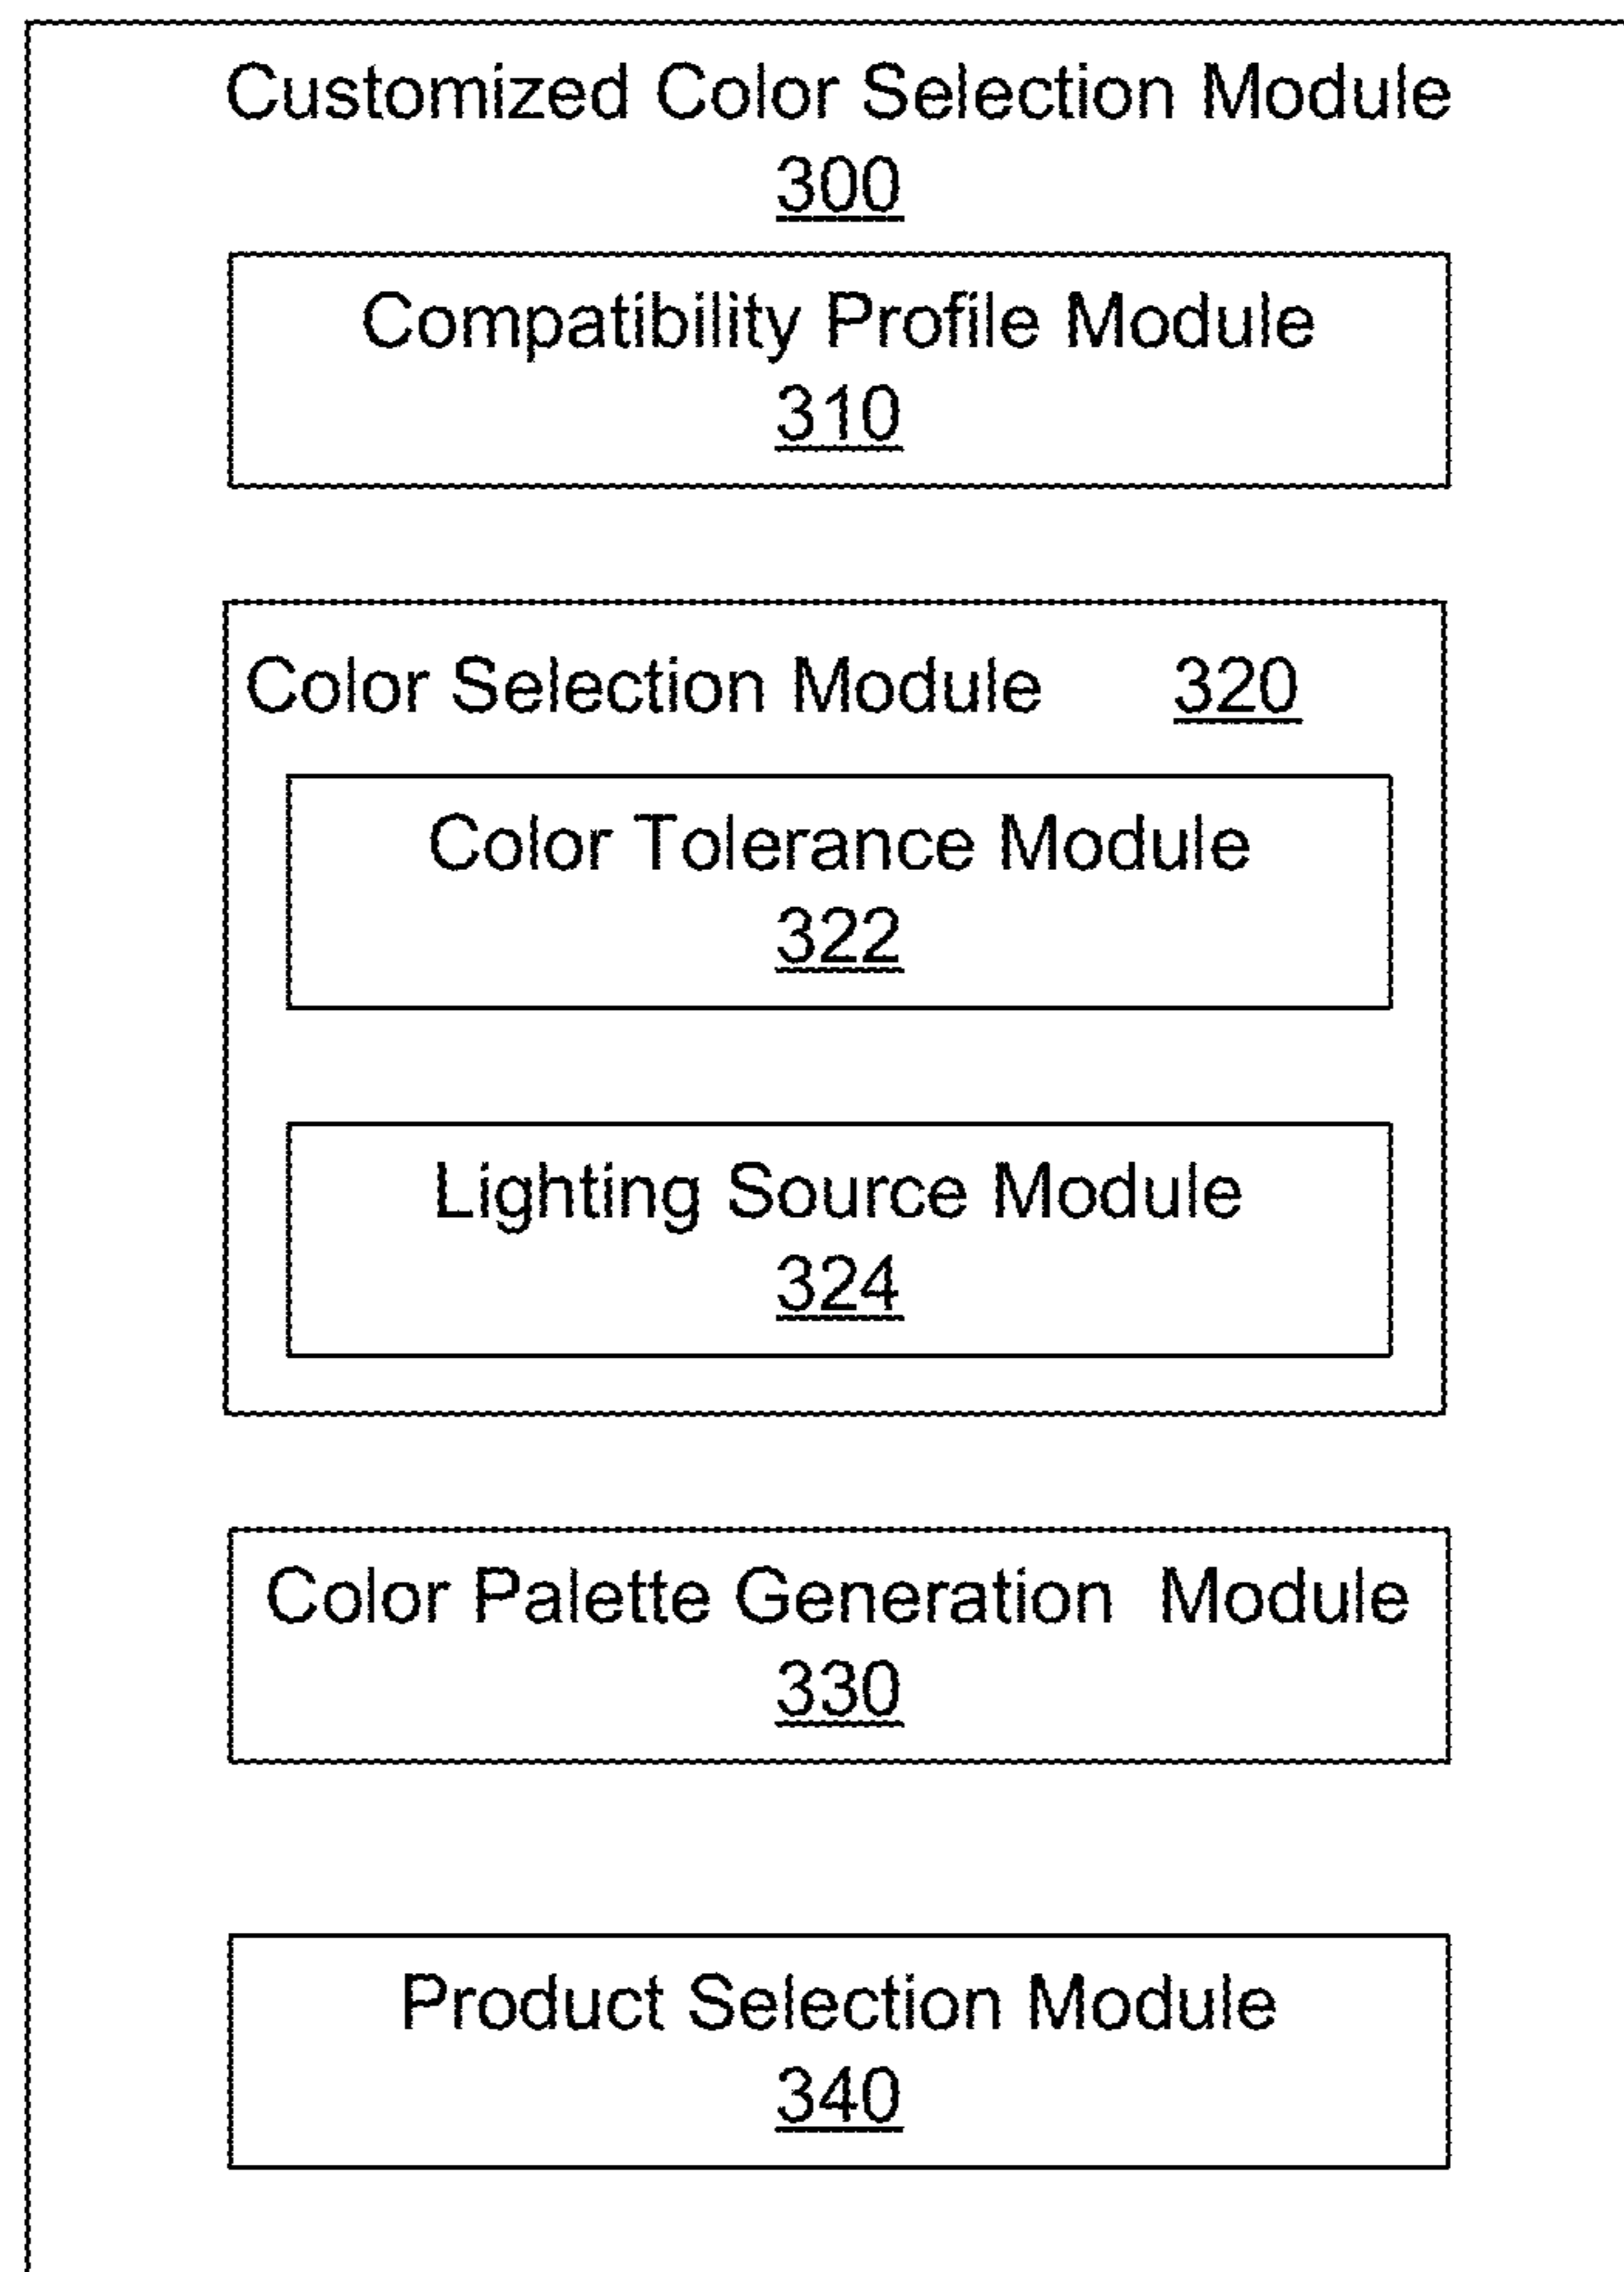 Customized Color Selection Module
300
Compatibility Profile Module
310
Color Selection Module 320
Color Tolerance Module
322
Lighting Source Module
324
Color Palette Generation Module
330
Product Selection Module
340